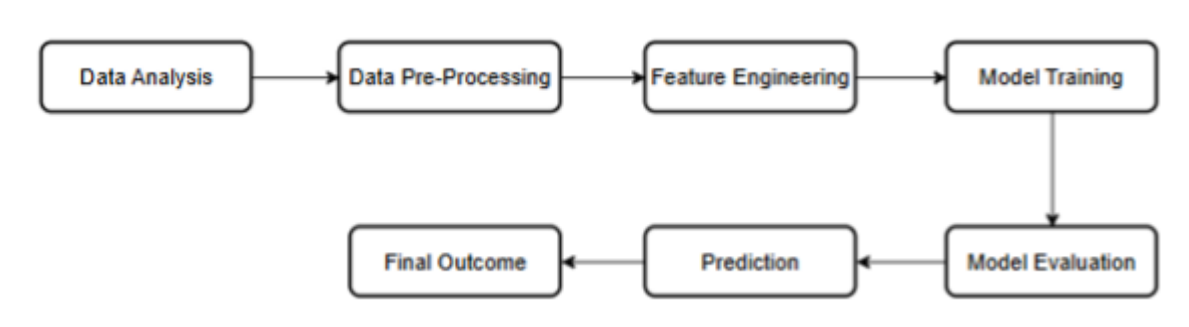 Data Analysis
Data Pre-Processing
Feature Engineering
Model Training
Model Evaluation
Prediction
Final Outcome